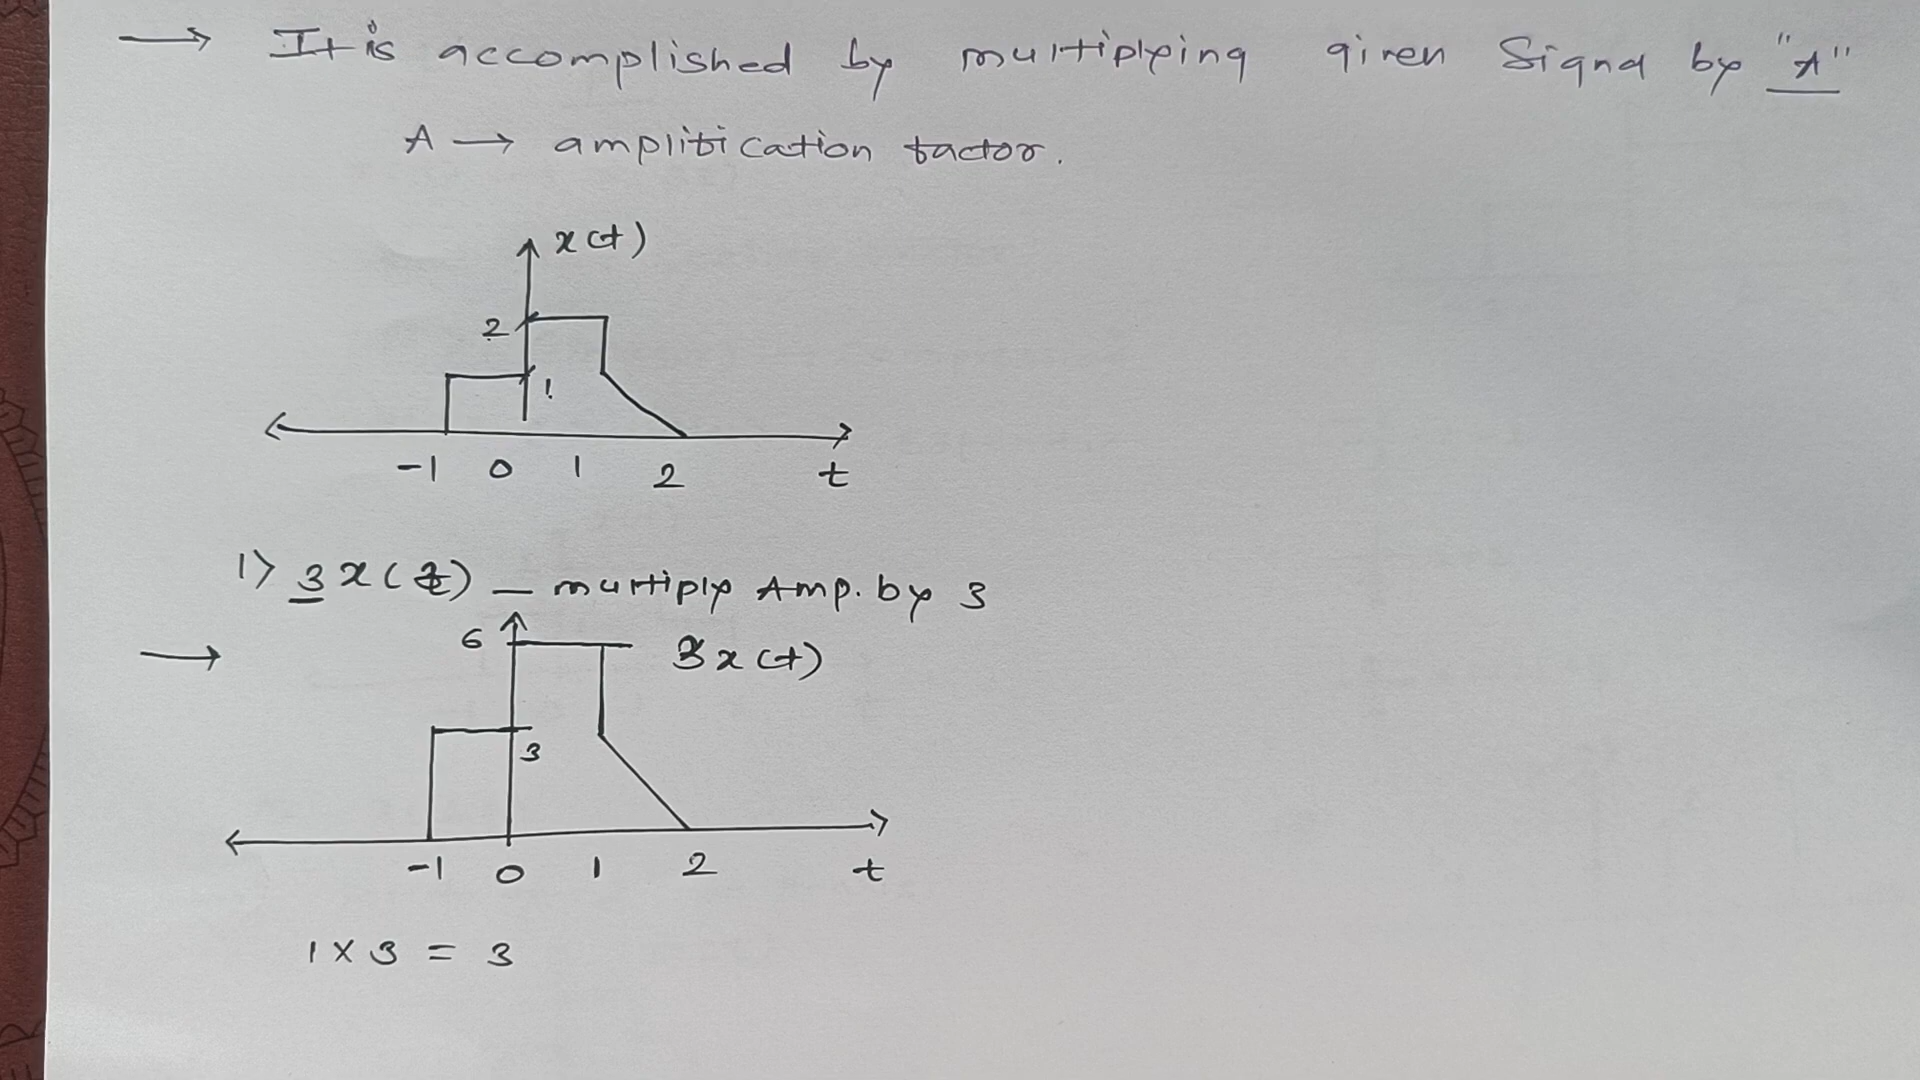 → It is accomplished by multiplying given signal by "A"
A → amplification factor.
x(t)
2
1
-1 0 1 2 t
1) 3x(t) – multiply Amp. by 3
→ 6 3x(t)
3
-1 0 1 2 t
1 x 3 = 3